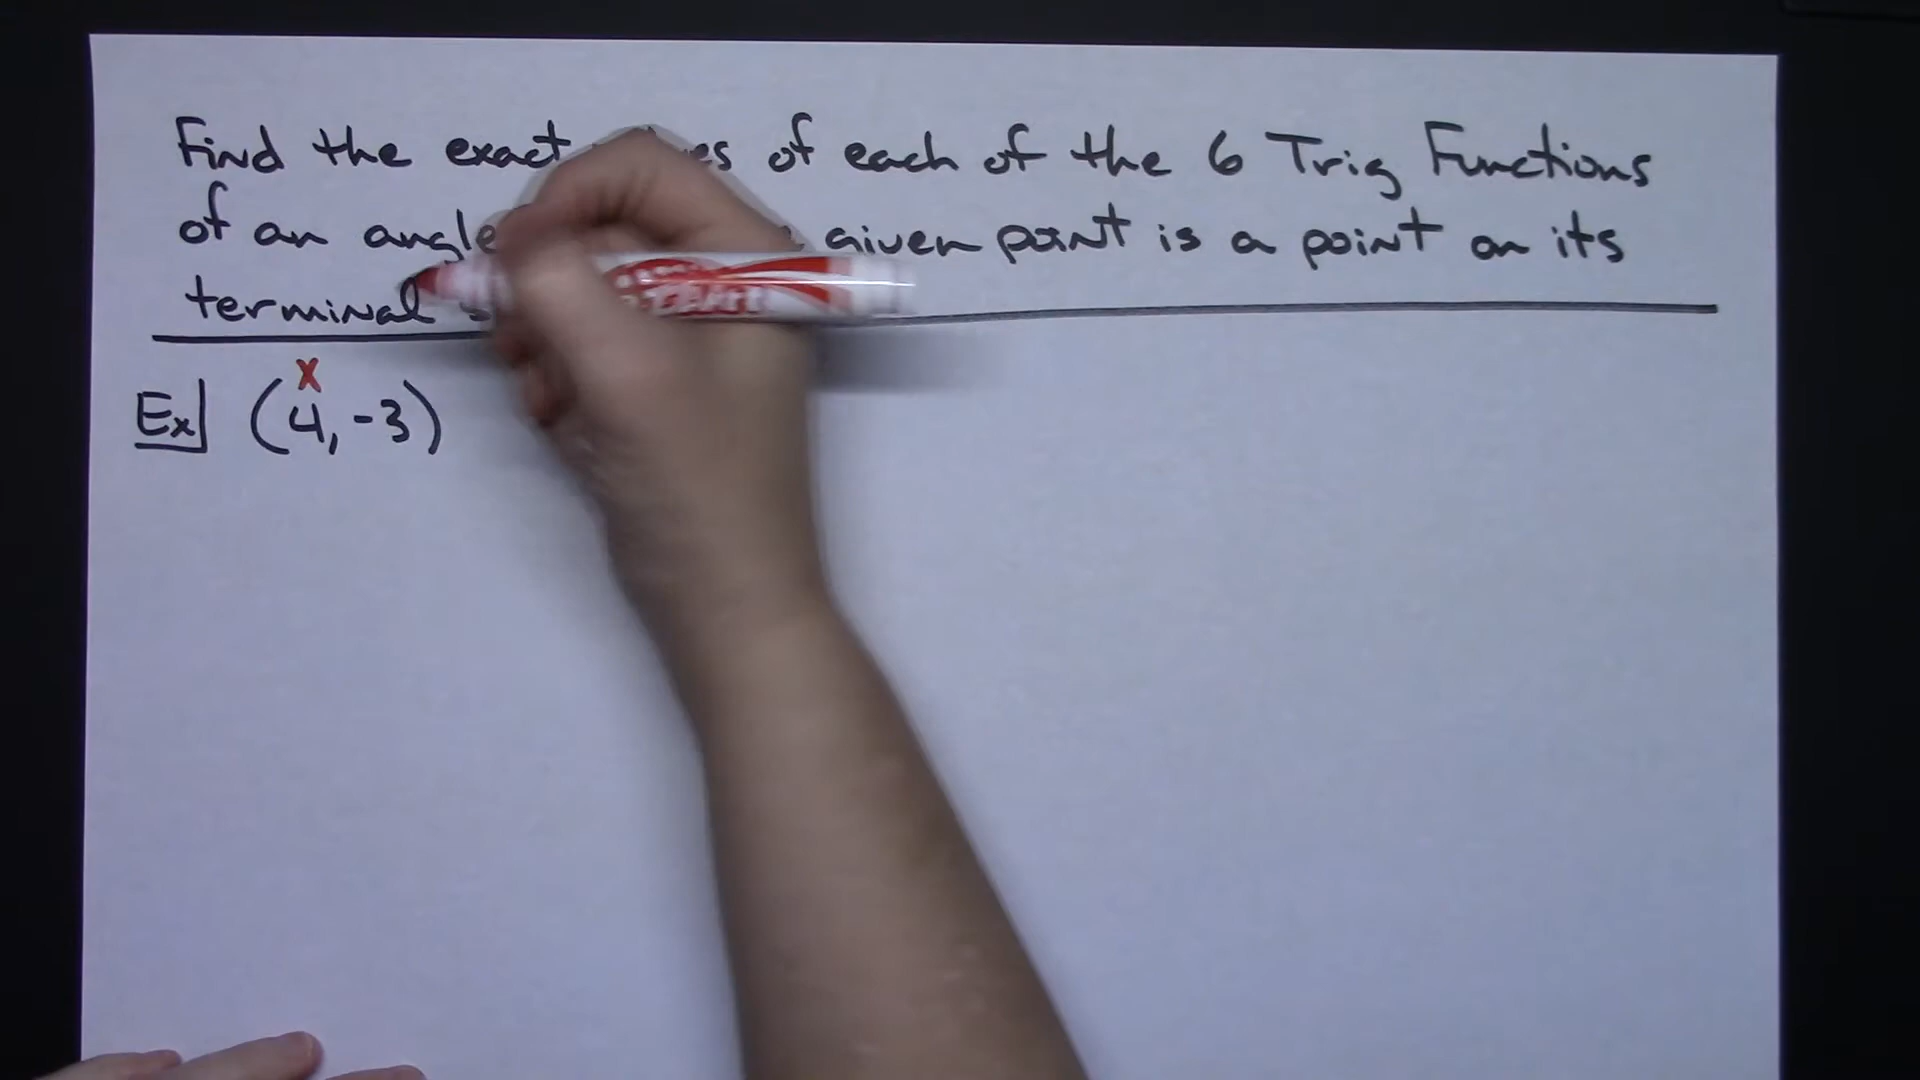 Find the exact of each of the 6 Trig Functions
of an angle given point is a point on its
terminal
x
Ex (4,-3)